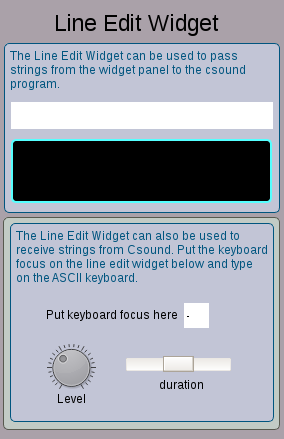 Line Edit Widget
The Line Edit Widget can be used to pass
strings from the widget panel to the csound
program.
The Line Edit Widget can also be used to
receive strings from Csound. Put the keyboard
focus on the line edit widget below and type
on the ASCII keyboard.
Put keyboard focus here -
Level
duration